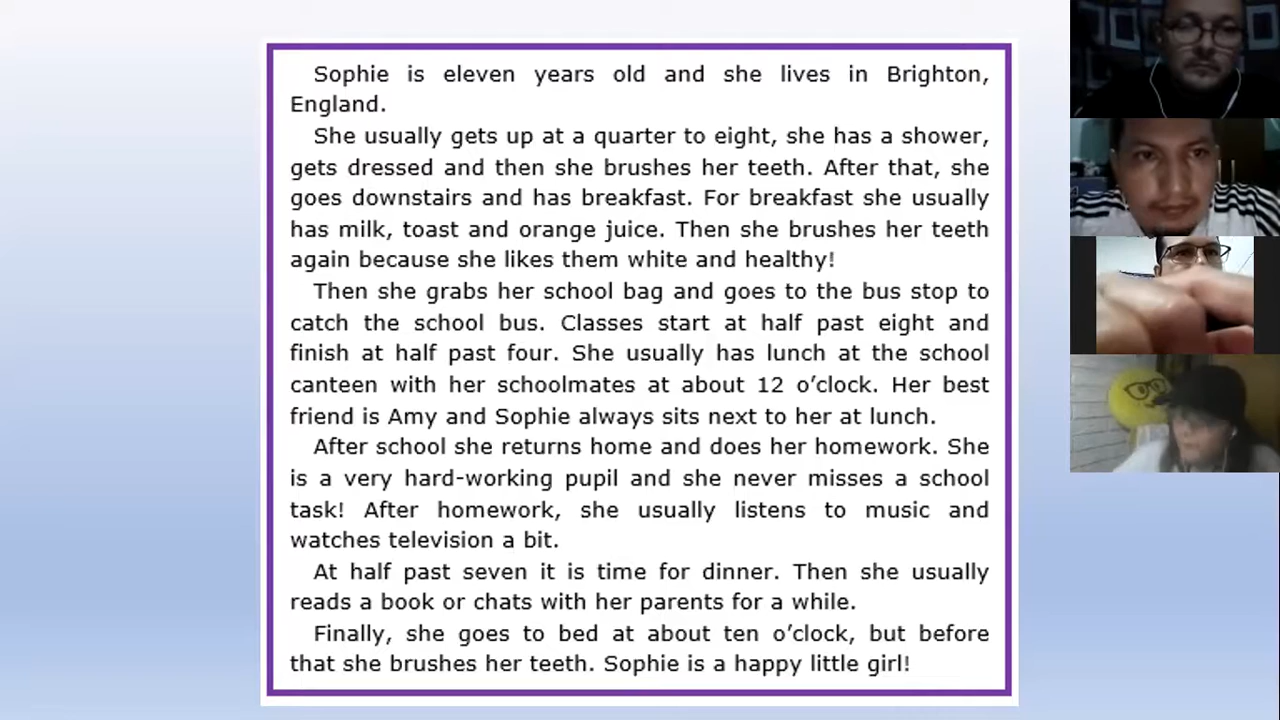 Sophie is eleven years old and she lives in Brighton,
England.
She usually gets up at a quarter to eight, she has a shower,
gets dressed and then she brushes her teeth. After that, she
goes downstairs and has breakfast. For breakfast she usually
has milk, toast and orange juice. Then she brushes her teeth
again because she likes them white and healthy!
Then she grabs her school bag and goes to the bus stop to
catch the school bus. Classes start at half past eight and
finish at half past four. She usually has lunch at the school
canteen with her schoolmates at about 12 o’clock. Her best
friend is Amy and Sophie always sits next to her at lunch.
After school she returns home and does her homework. She
is a very hard-working pupil and she never misses a school
task! After homework, she usually listens to music and
watches television a bit.
At half past seven it is time for dinner. Then she usually
reads a book or chats with her parents for a while.
Finally, she goes to bed at about ten o’clock, but before
that she brushes her teeth. Sophie is a happy little girl!